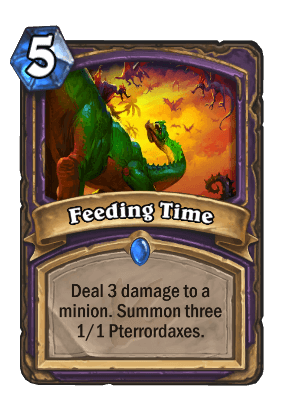 5
Feeding Time
Deal 3 damage to a
minion. Summon three
1/1 Pterrordaxes.